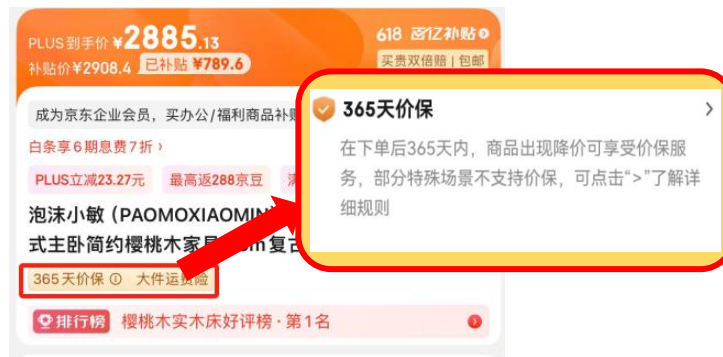 PLUS到手价 ¥2885.13
618 百亿补贴
补贴价¥2908.4 已补贴 ¥789.6
买贵双倍赔 | 包邮
成为京东企业会员，买办公/福利商品补贴
白条享6期息费7折 ›
PLUS立减23.27元 最高返288京豆
泡沫小敏（PAOMOXIAOMIN）
式主卧简约樱桃木家具
复古
365天价保 大件运费险
排行榜 樱桃木实木床好评榜·第1名
365天价保 >
在下单后365天内，商品出现降价可享受价保服
务，部分特殊场景不支持价保，可点击“>”了解详
细规则